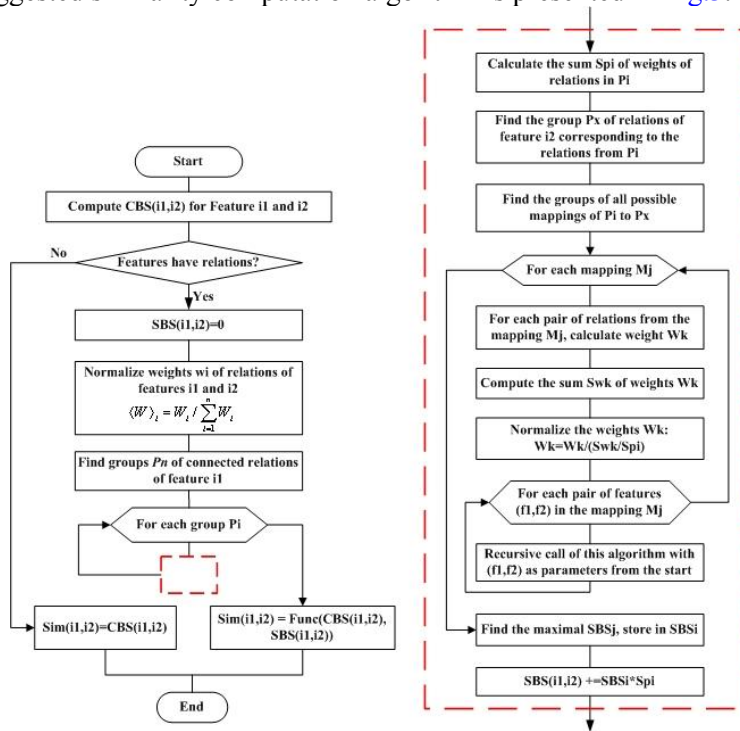 Start
Compute CBS(i1,i2) for Feature i1 and i2
No
Features have relations?
Yes
SBS(i1,i2)=0
Normalize weights wi of relations of
features i1 and i2
⟨W⟩i = Wi / ∑i=1n Wi
Find groups Pn of connected relations
of feature i1
For each group Pi
Sim(i1,i2)=CBS(i1,i2)
Sim(i1,i2) = Func(CBS(i1,i2),
SBS(i1,i2))
End
Calculate the sum Spi of weights of
relations in Pi
Find the group Px of relations of
feature i2 corresponding to the
relations from Pi
Find the groups of all possible
mappings of Pi to Px
For each mapping Mj
For each pair of relations from the
mapping Mj, calculate weight Wk
Compute the sum Swk of weights Wk
Normalize the weights Wk:
Wk=Wk/(Swk/Spi)
For each pair of features
(f1,f2) in the mapping Mj
Recursive call of this algorithm with
(f1,f2) as parameters from the start
Find the maximal SBSj, store in SBSi
SBS(i1,i2) +=SBSi*Spi